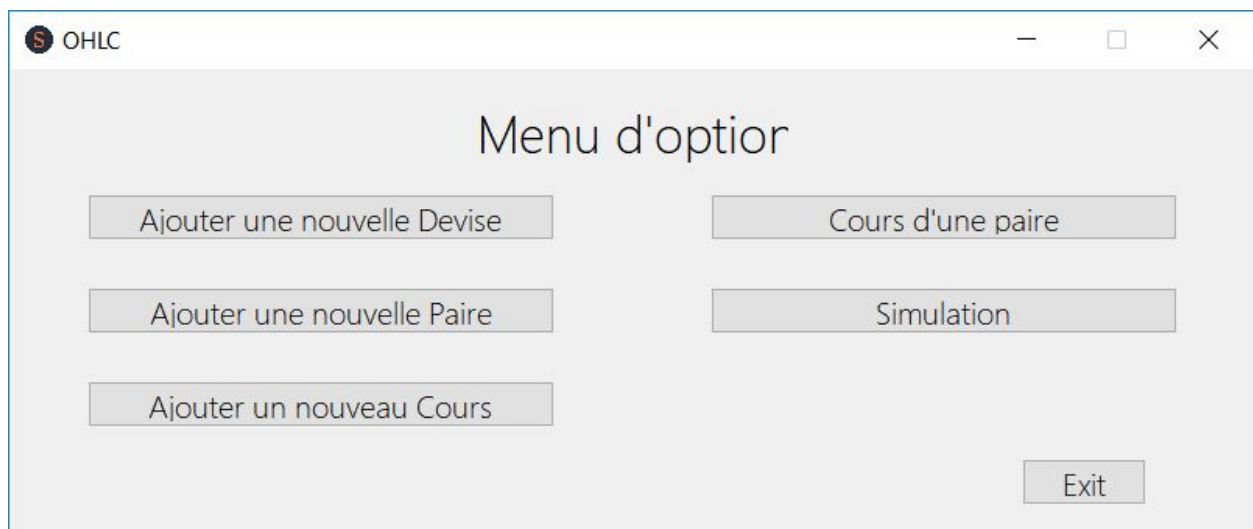 S OHLC
Menu d'option
Ajouter une nouvelle Devise
Cours d'une paire
Ajouter une nouvelle Paire
Simulation
Ajouter un nouveau Cours
Exit